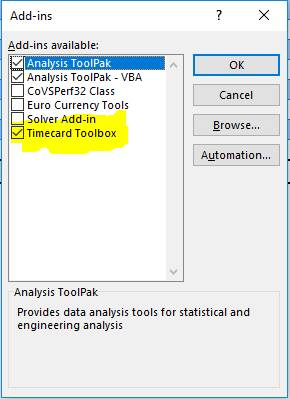 Add-ins
?
Add-ins available:
Analysis ToolPak
Analysis ToolPak - VBA
CoVSPerf32 Class
Euro Currency Tools
Solver Add-in
Timecard Toolbox
OK
Cancel
Browse...
Automation...
Analysis ToolPak
Provides data analysis tools for statistical and
engineering analysis